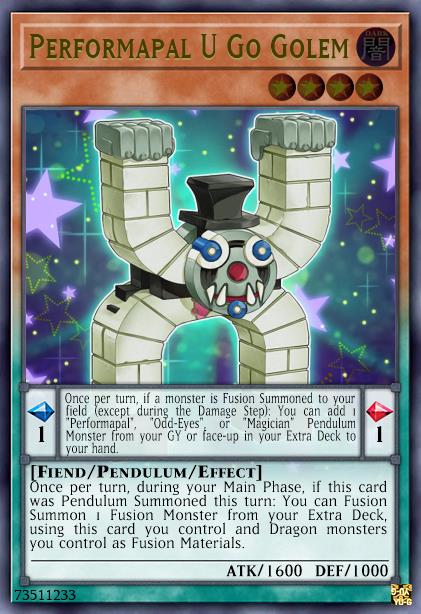 Performapal U Go Golem
DARK
闇
Once per turn, if a monster is Fusion Summoned to your
field (except during the Damage Step): You can add 1
"Performapal", "Odd-Eyes", or "Magician" Pendulum
Monster from your GY or face-up in your Extra Deck to
your hand.
1
1
[Fiend/Pendulum/Effect]
Once per turn, during your Main Phase, if this card
was Pendulum Summoned this turn: You can Fusion
Summon 1 Fusion Monster from your Extra Deck,
using this card you control and Dragon monsters
you control as Fusion Materials.
ATK/1600 DEF/1000
73511233